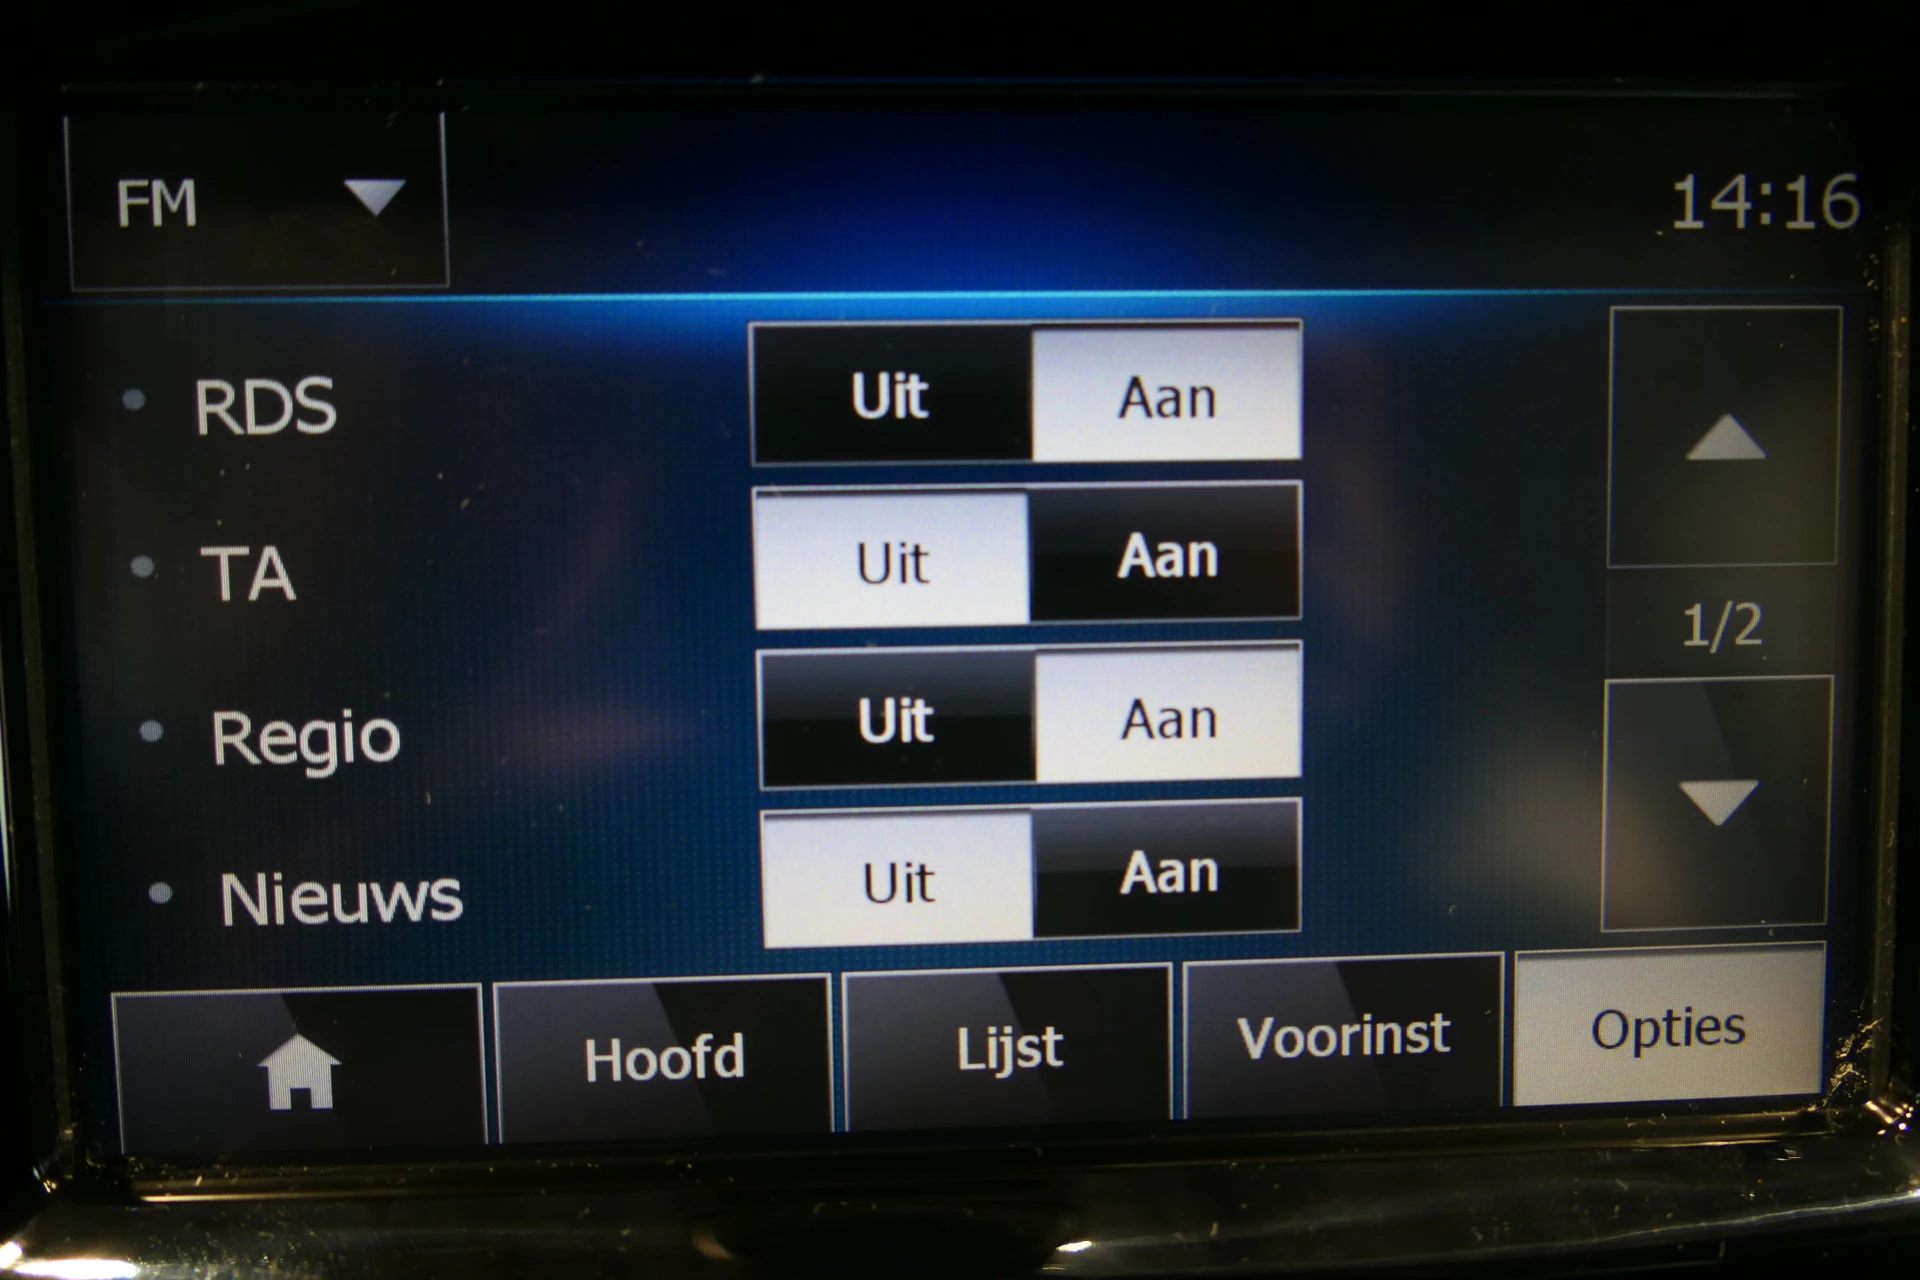 FM
14:16
RDS Uit Aan
TA Uit Aan
1/2
Regio Uit Aan
Nieuws Uit Aan
Hoofd Lijst Voorinst Opties